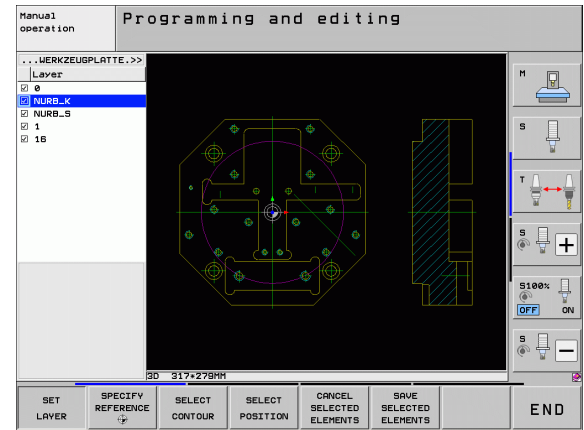 Manual
operation
Programming and editing
...WERKZEUGPLATTE.>>
Layer
0
NURB_K
NURB_S
1
16
3D 317*279MM
M
S
T
S
S100%
OFF ON
S
SET
LAYER
SPECIFY
REFERENCE
SELECT
CONTOUR
SELECT
POSITION
CANCEL
SELECTED
ELEMENTS
SAVE
SELECTED
ELEMENTS
END